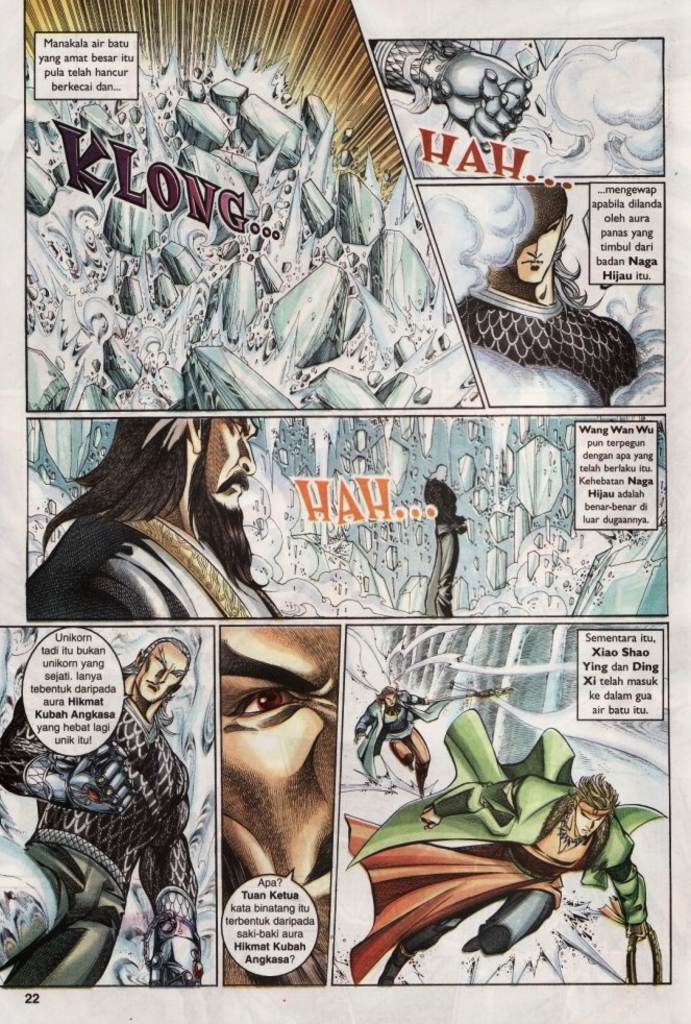 Manakala air batu
yang amat besar itu
pula telah hancur
berkecai dan...
KLONG...
HAH...
...mengewap
apabila dilanda
oleh aura
panas yang
timbul dari
badan Naga
Hijau itu.
Wang Wan Wu
pun terpegun
dengan apa yang
telah berlaku itu.
Kehebatan Naga
Hijau adalah
benar-benar di
luar dugaannya.
HAH...
Unikorn
tadi itu bukan
unikorn yang
sejati. Ianya
tebentuk daripada
aura Hikmat
Kubah Angkasa
yang hebat lagi
unik itu!
Apa?
Tuan Ketua
kata binatang itu
terbentuk daripada
saki-baki aura
Hikmat Kubah
Angkasa?
Sementara itu,
Xiao Shao
Ying dan Ding
Xi telah masuk
ke dalam gua
air batu itu.
22